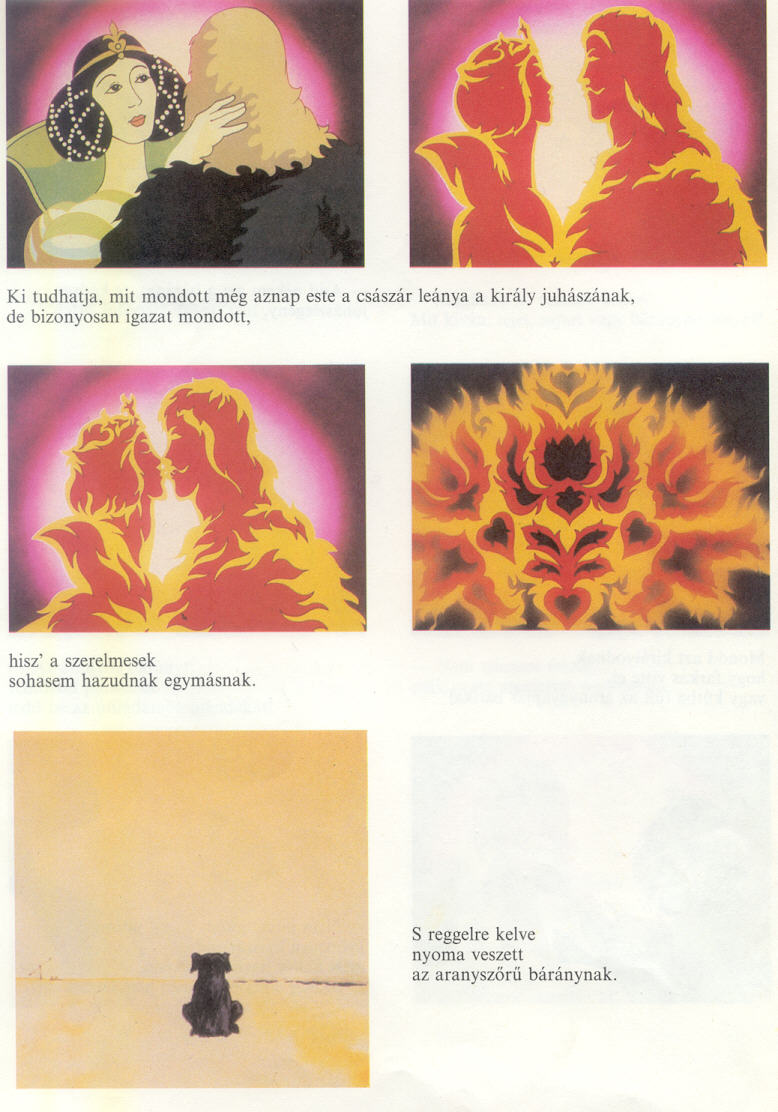 Ki tudhatja, mit mondott még aznap este a császár leánya a király juhászának,
de bizonyosan igazat mondott,
hisz' a szerelmesek
sohasem hazudnak egymásnak.
S reggelre kelve
nyoma veszett
az aranyszőrű báránynak.